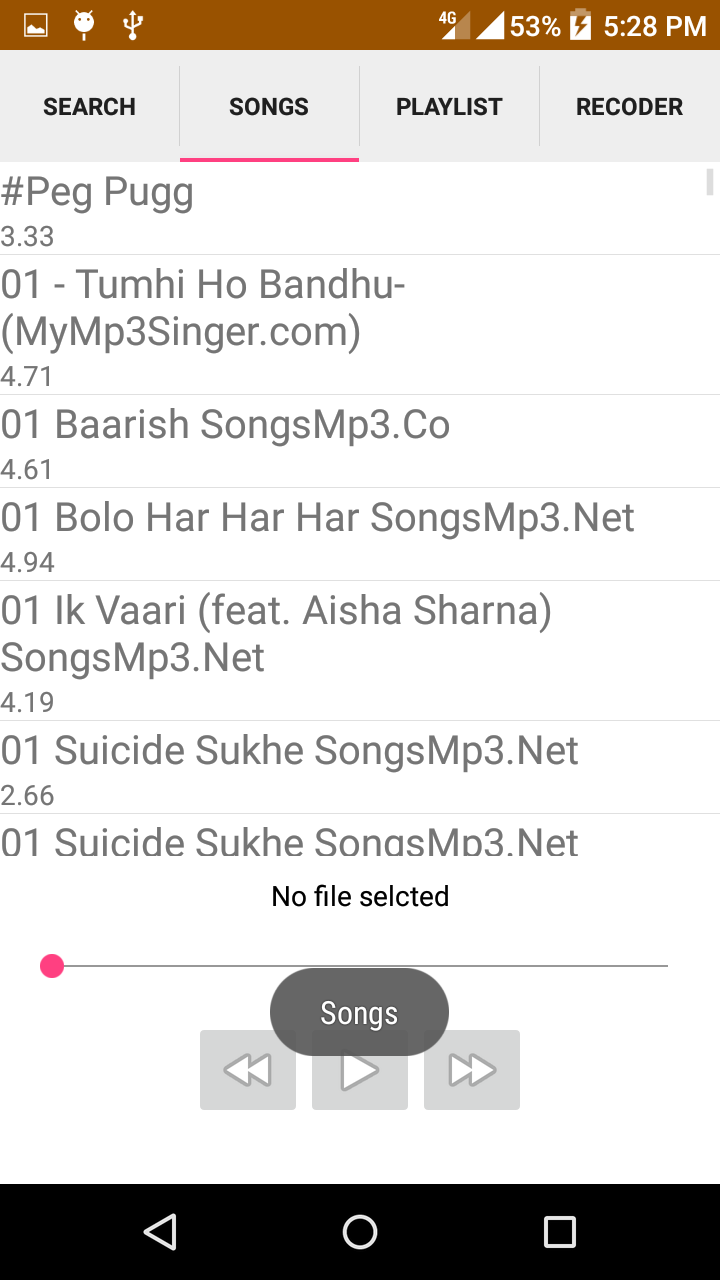 4G 53% 5:28 PM
SEARCH SONGS PLAYLIST RECODER
#Peg Pugg
3.33
01 - Tumhi Ho Bandhu-
(MyMp3Singer.com)
4.71
01 Baarish SongsMp3.Co
4.61
01 Bolo Har Har Har SongsMp3.Net
4.94
01 Ik Vaari (feat. Aisha Sharna)
SongsMp3.Net
4.19
01 Suicide Sukhe SongsMp3.Net
2.66
01 Suicide Sukhe SongsMp3.Net
No file selcted
Songs